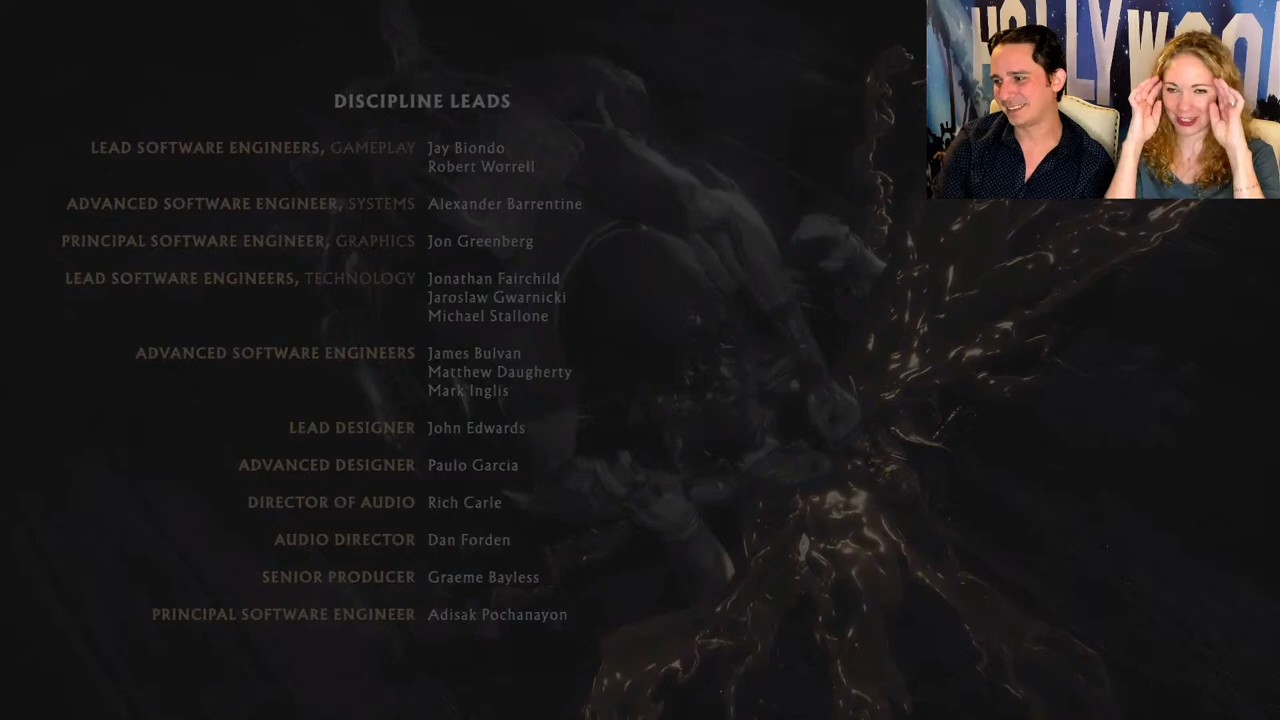 HOLLYWOO
DISCIPLINE LEADS
LEAD SOFTWARE ENGINEERS, GAMEPLAY Jay Biondo
Robert Worrell
ADVANCED SOFTWARE ENGINEER, SYSTEMS Alexander Barrentine
PRINCIPAL SOFTWARE ENGINEER, GRAPHICS Jon Greenberg
LEAD SOFTWARE ENGINEERS, TECHNOLOGY Jonathan Fairchild
Jaroslaw Gwarnicki
Michael Stallone
ADVANCED SOFTWARE ENGINEERS James Bulvan
Matthew Daugherty
Mark Inglis
LEAD DESIGNER John Edwards
ADVANCED DESIGNER Paulo Garcia
DIRECTOR OF AUDIO Rich Carle
AUDIO DIRECTOR Dan Forden
SENIOR PRODUCER Graeme Bayless
PRINCIPAL SOFTWARE ENGINEER Adisak Pochanayon